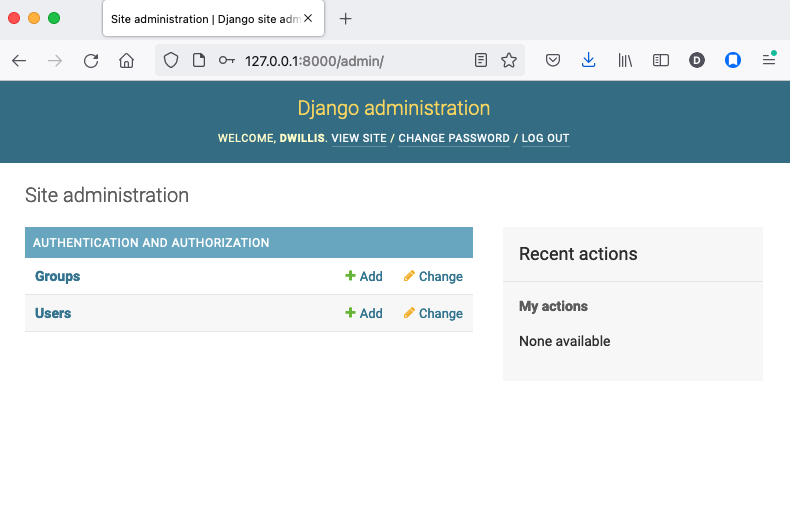 Site administration | Django site adm
127.0.0.1:8000/admin/
D
Django administration
WELCOME, DWILLIS. VIEW SITE / CHANGE PASSWORD / LOG OUT
Site administration
AUTHENTICATION AND AUTHORIZATION
Groups Add Change
Users Add Change
Recent actions
My actions
None available